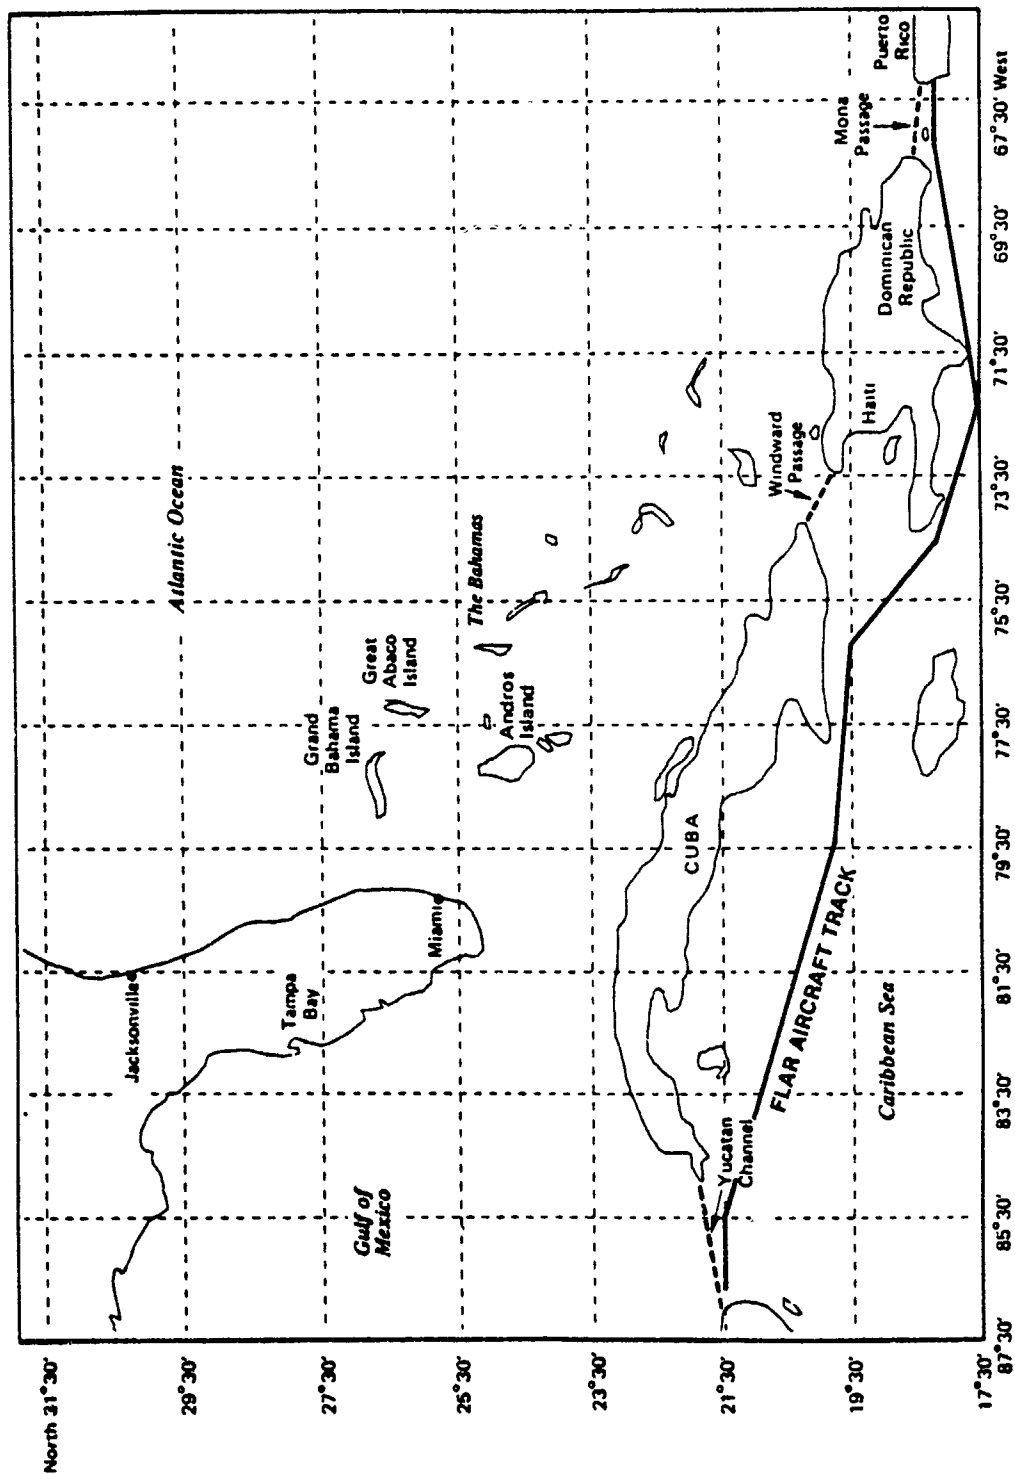 North 31°30'
29°30'
27°30'
25°30'
23°30'
21°30'
19°30'
17°30'
Jacksonville
Atlantic Ocean
Tampa
Bay
Grand
Bahama
Island
Great
Abaco
Island
Gulf of
Mexico
Miami
The Bahamas
Andros
Island
CUBA
Windward
Passage
Mona
Passage
Puerto
Rico
Yucatan
Channel
Haiti
Dominican
Republic
FLAR AIRCRAFT TRACK
Caribbean Sea
87°30'
85°30'
83°30'
81°30'
79°30'
77°30'
75°30'
73°30'
71°30'
69°30'
67°30' West